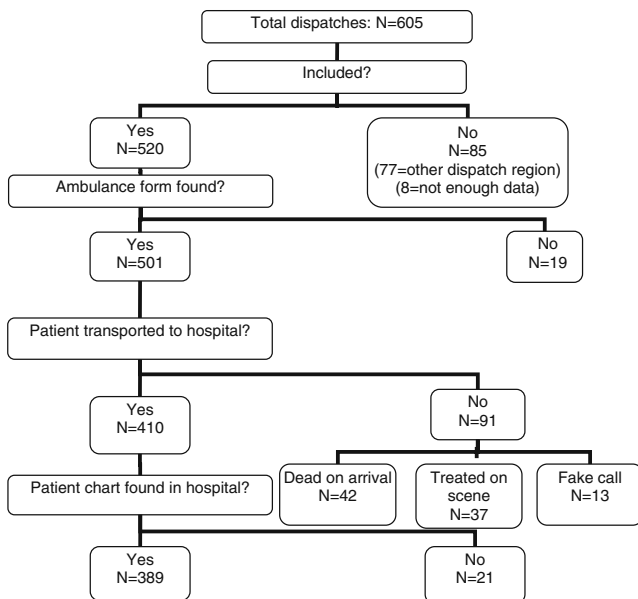 Total dispatches: N=605
Included?
Yes
N=520
No
N=85
(77=other dispatch region)
(8=not enough data)
Ambulance form found?
Yes
N=501
No
N=19
Patient transported to hospital?
Yes
N=410
No
N=91
Dead on arrival
N=42
Treated on
scene
N=37
Fake call
N=13
Patient chart found in hospital?
Yes
N=389
No
N=21